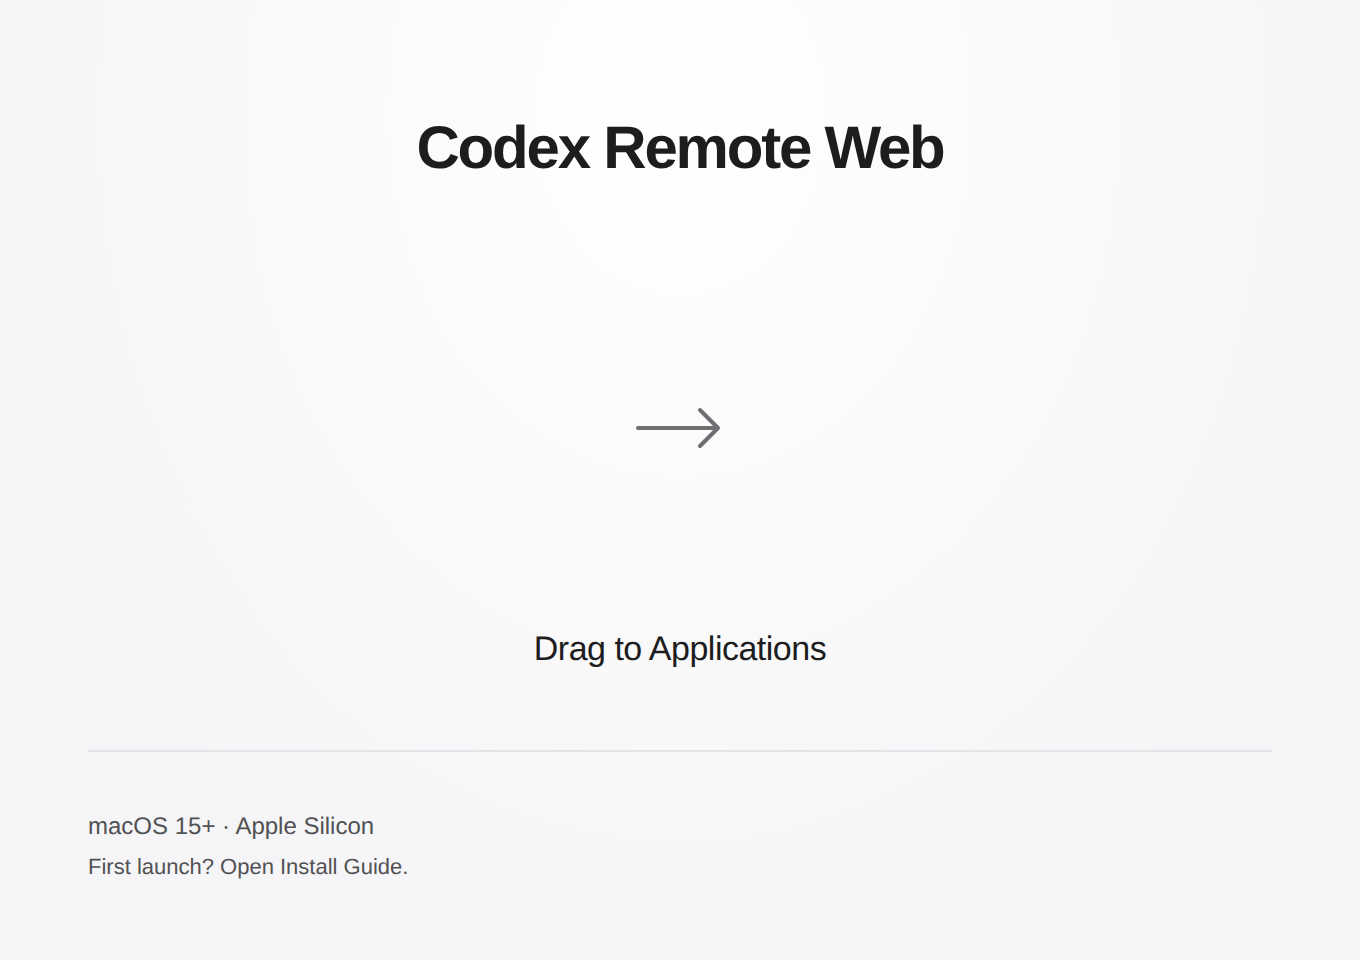 Codex Remote Web
Drag to Applications
macOS 15+ · Apple Silicon
First launch? Open Install Guide.